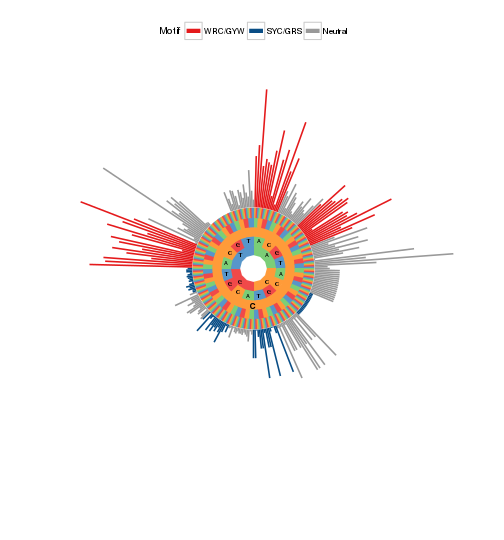 Motif WRC/GYW SYC/GRS Neutral
T A
C C
C G
T A T
C
A
T A
C G C
C C G
A T
C